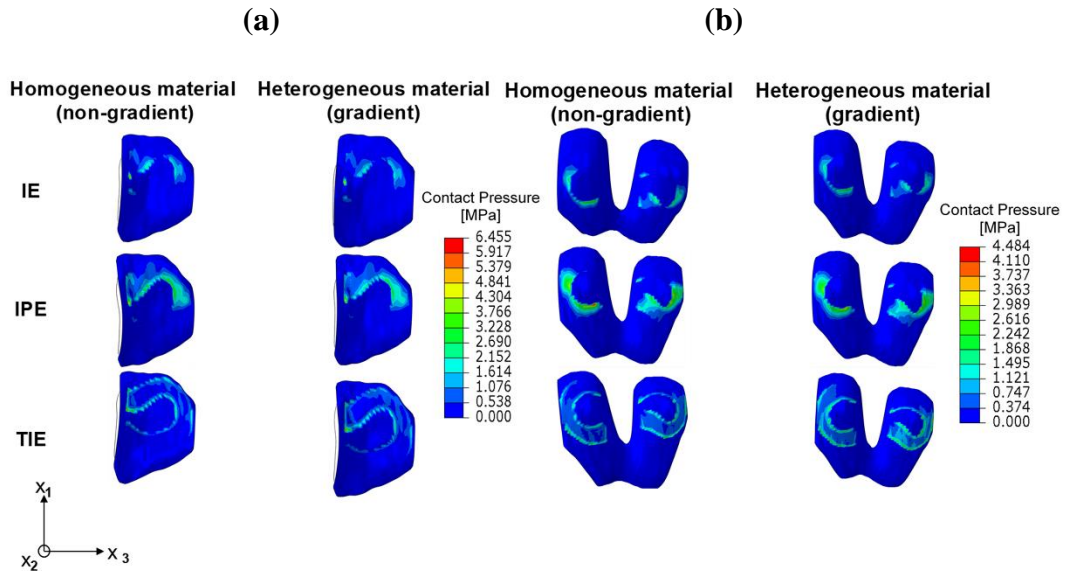 (a)
(b)
Homogeneous material
(non-gradient)
Heterogeneous material
(gradient)
Homogeneous material
(non-gradient)
Heterogeneous material
(gradient)
IE
IPE
TIE
Contact Pressure
[MPa]
6.455
5.917
5.379
4.841
4.304
3.766
3.228
2.690
2.152
1.614
1.076
0.538
0.000
Contact Pressure
[MPa]
4.484
4.110
3.737
3.363
2.989
2.616
2.242
1.868
1.495
1.121
0.747
0.374
0.000
X1
X2
X 3